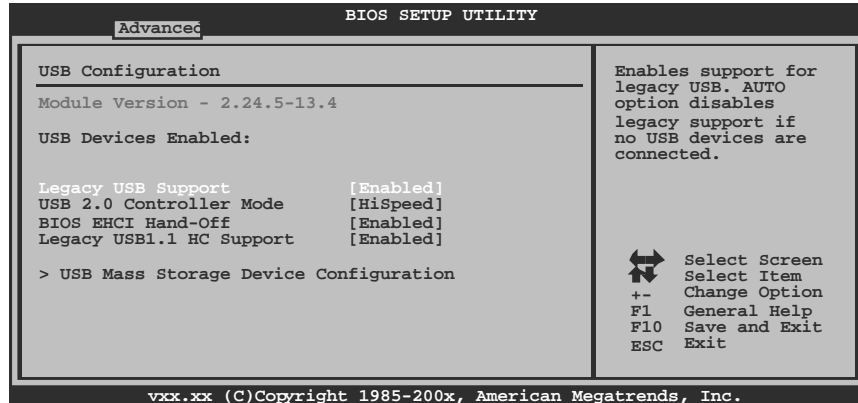 BIOS SETUP UTILITY
Advanced
USB Configuration
Module Version - 2.24.5-13.4
USB Devices Enabled:
Legacy USB Support [Enabled]
USB 2.0 Controller Mode [HiSpeed]
BIOS EHCI Hand-Off [Enabled]
Legacy USB1.1 HC Support [Enabled]
> USB Mass Storage Device Configuration
Enables support for
legacy USB. AUTO
option disables
legacy support if
no USB devices are
connected.
Select Screen
Select Item
+- Change Option
F1 General Help
F10 Save and Exit
ESC Exit
vxx.xx (C)Copyright 1985-200x, American Megatrends, Inc.